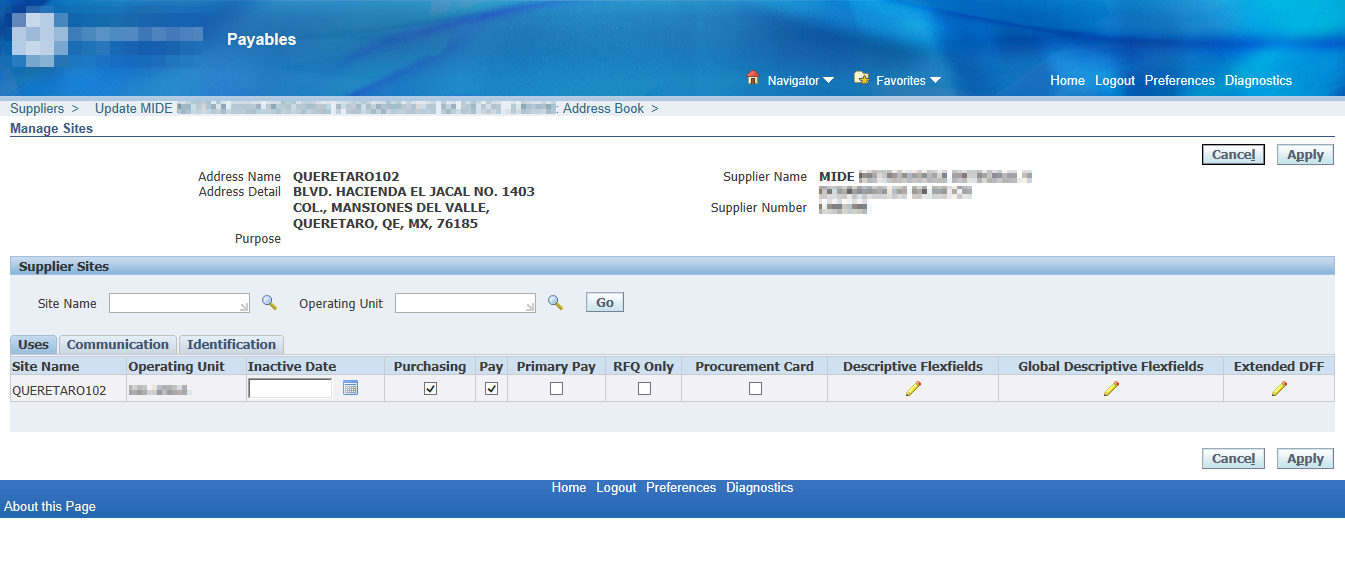 Payables
Navigator Favorites Home Logout Preferences Diagnostics
Suppliers > Update MIDE : Address Book >
Manage Sites
Cancel Apply
Address Name QUERETARO102
Address Detail BLVD. HACIENDA EL JACAL NO. 1403
COL., MANSIONES DEL VALLE,
QUERETARO, QE, MX, 76185
Purpose
Supplier Name MIDE
Supplier Number
Supplier Sites
Site Name Operating Unit Go
Uses Communication Identification
Site Name Operating Unit Inactive Date Purchasing Pay Primary Pay RFQ Only Procurement Card Descriptive Flexfields Global Descriptive Flexfields Extended DFF
QUERETARO102
Cancel Apply
Home Logout Preferences Diagnostics
About this Page